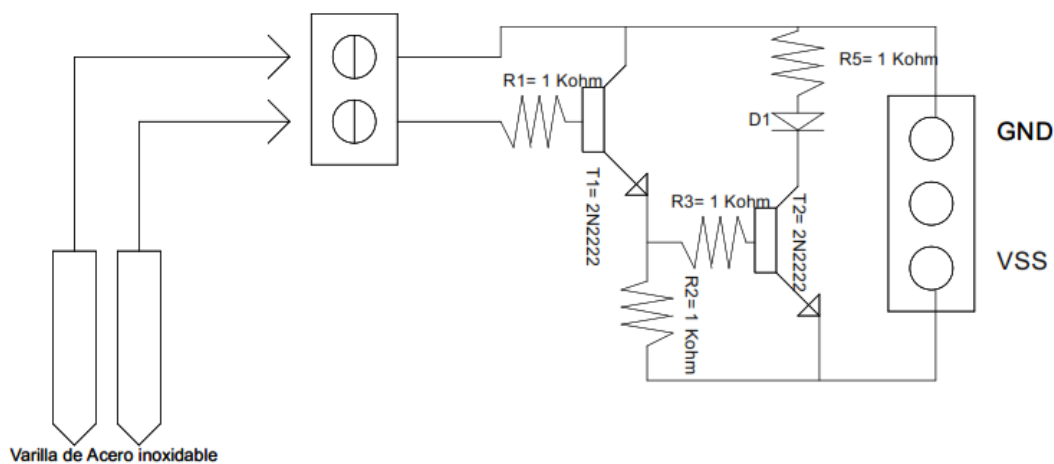 R1= 1 Kohm
R5= 1 Kohm
D1
GND
T1= 2N2222
R3= 1 Kohm
T2= 2N2222
VSS
R2= 1 Kohm
Varilla de Acero inoxidable